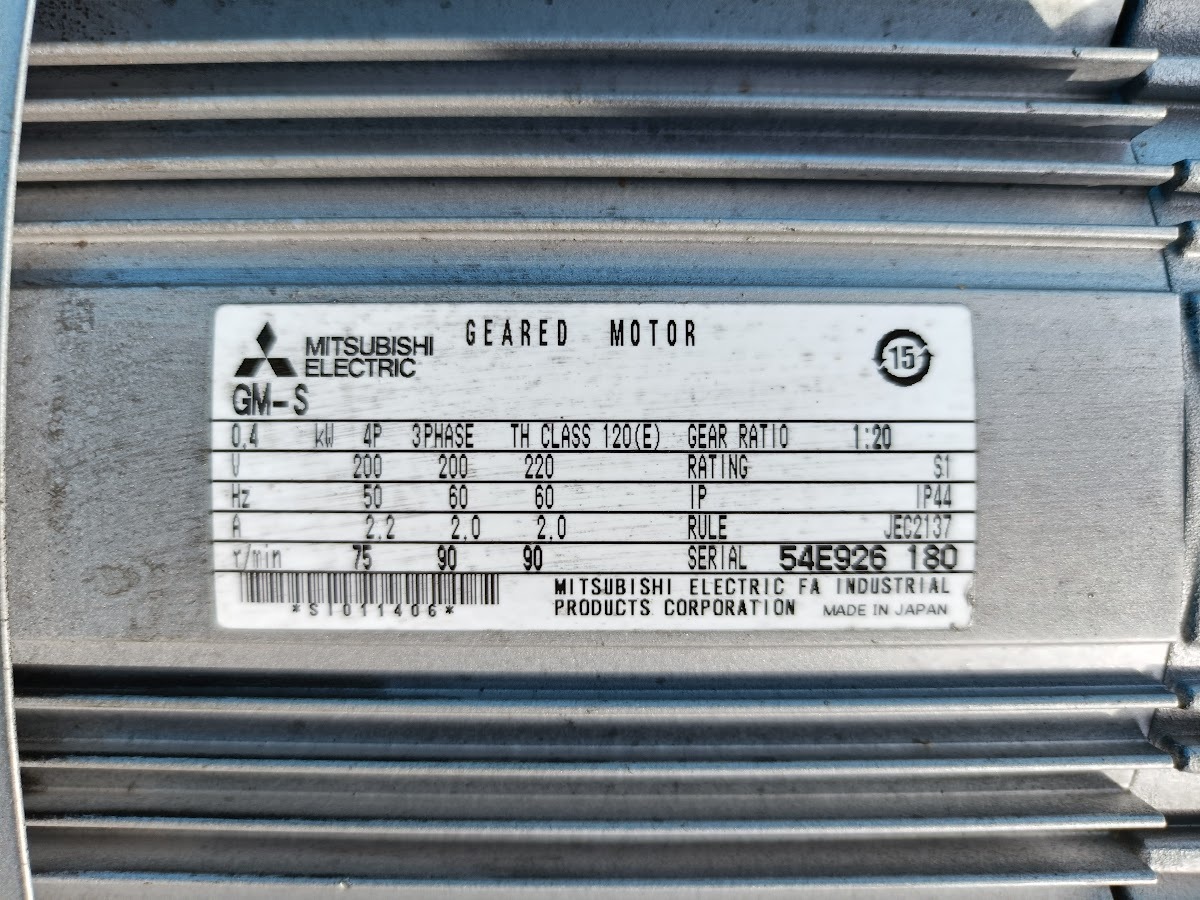 GEARED MOTOR
MITSUBISHI
ELECTRIC
15
GM-S
0.4 kW 4P 3PHASE TH CLASS 120(E) GEAR RATIO 1:20
V 200 200 220 RATING S1
Hz 50 60 60 IP IP44
A 2.2 2.0 2.0 RULE JEC2137
r/min 75 90 90 SERIAL 54E926 180
*S1011406*
MITSUBISHI ELECTRIC FA INDUSTRIAL
PRODUCTS CORPORATION MADE IN JAPAN